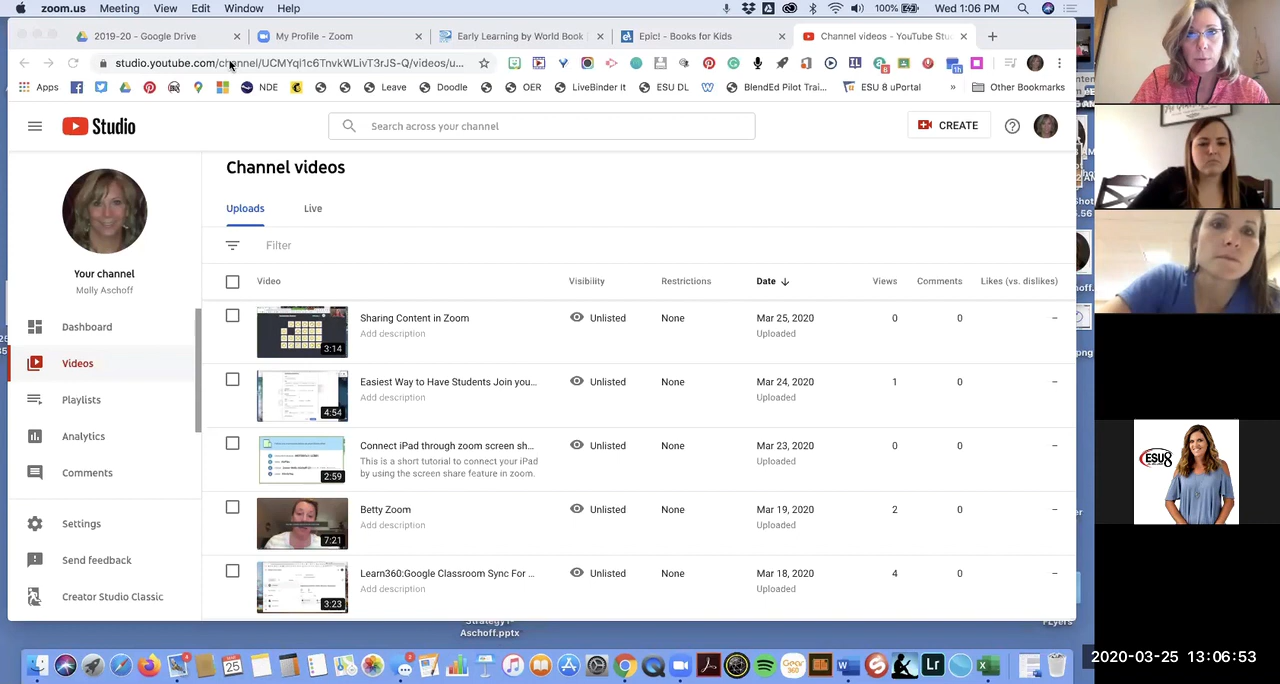 zoom.us Meeting View Edit Window Help 100% Wed 1:06 PM
2019-20 - Google Drive My Profile - Zoom Early Learning by World Book Epic! - Books for Kids Channel videos - YouTube Stu
studio.youtube.com/channel/UCMYql1c6TnvkWLivT3RcS-Q/videos/u...
Apps NDE Leave Doodle OER LiveBinder It ESU DL BlendEd Pilot Trai... ESU 8 uPortal » Other Bookmarks
Studio
Search across your channel
CREATE
Channel videos
Uploads Live
Filter
Your channel
Molly Aschoff
Dashboard
Videos
Playlists
Analytics
Comments
Settings
Send feedback
Creator Studio Classic
Video Visibility Restrictions Date Views Comments Likes (vs. dislikes)
Sharing Content in Zoom Unlisted None Mar 25, 2020 0 0 –
Add description Uploaded
3:14
Easiest Way to Have Students Join you... Unlisted None Mar 24, 2020 1 0 –
Add description Uploaded
4:54
Connect iPad through zoom screen sh... Unlisted None Mar 23, 2020 0 0 –
This is a short tutorial to connect your iPad Uploaded
by using the screen share feature in zoom.
2:59
Betty Zoom Unlisted None Mar 19, 2020 2 0 –
Add description Uploaded
7:21
Learn360:Google Classroom Sync For ... Unlisted None Mar 18, 2020 4 0 –
Add description Uploaded
3:23
Aschoff.pptx
ESU8
2020-03-25 13:06:53